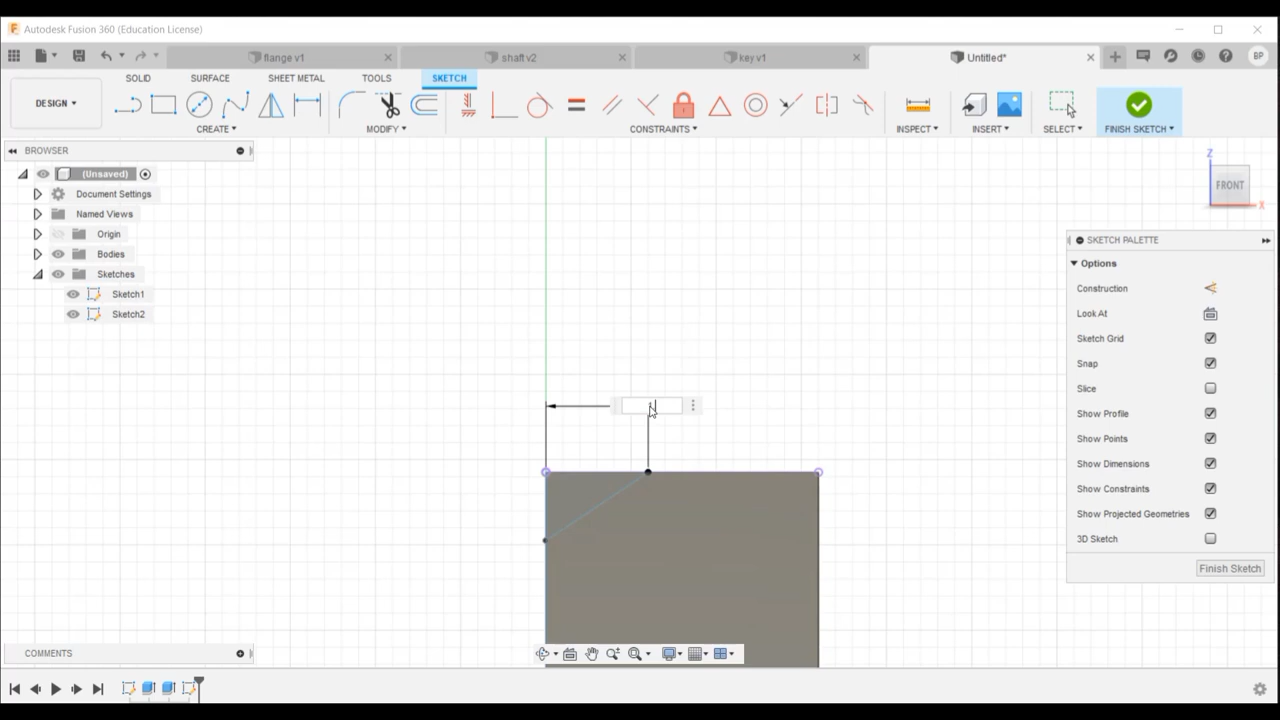 Autodesk Fusion 360 (Education License)
flange v1
shaft v2
key v1
Untitled*
BP
DESIGN
SOLID SURFACE SHEET METAL TOOLS SKETCH
CREATE MODIFY CONSTRAINTS INSPECT INSERT SELECT FINISH SKETCH
BROWSER
(Unsaved)
Document Settings
Named Views
Origin
Bodies
Sketches
Sketch1
Sketch2
Z
FRONT
X
SKETCH PALETTE
Options
Construction
Look At
Sketch Grid
Snap
Slice
Show Profile
Show Points
Show Dimensions
Show Constraints
Show Projected Geometries
3D Sketch
Finish Sketch
COMMENTS